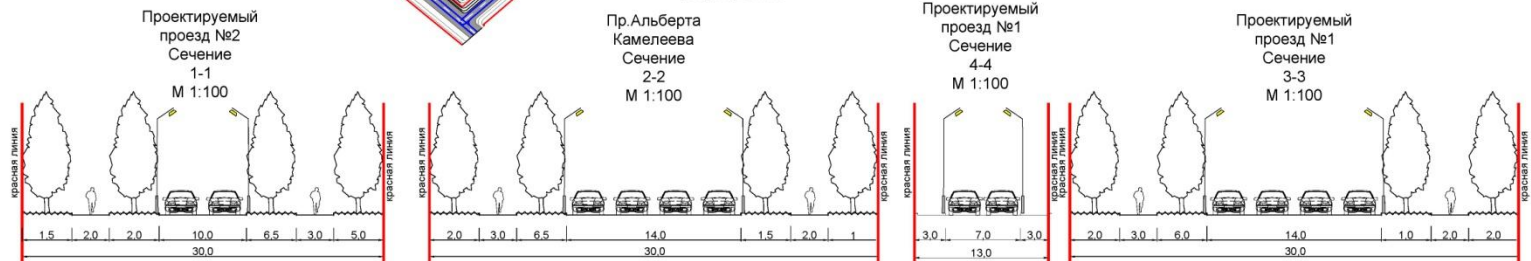 Проектируемый
проезд №2
Сечение
1-1
М 1:100
красная линия
красная линия
1.5 2.0 2.0 10.0 6.5 3.0 5.0
30,0
Пр.Альберта
Камелеева
Сечение
2-2
М 1:100
красная линия
красная линия
2.0 3.0 6.5 14.0 1.5 2.0 1
30,0
Проектируемый
проезд №1
Сечение
4-4
М 1:100
красная линия
красная линия
3,0 7,0 3,0
13,0
Проектируемый
проезд №1
Сечение
3-3
М 1:100
красная линия
красная линия
2.0 3.0 6.0 14.0 1.0 2.0 2.0
30,0